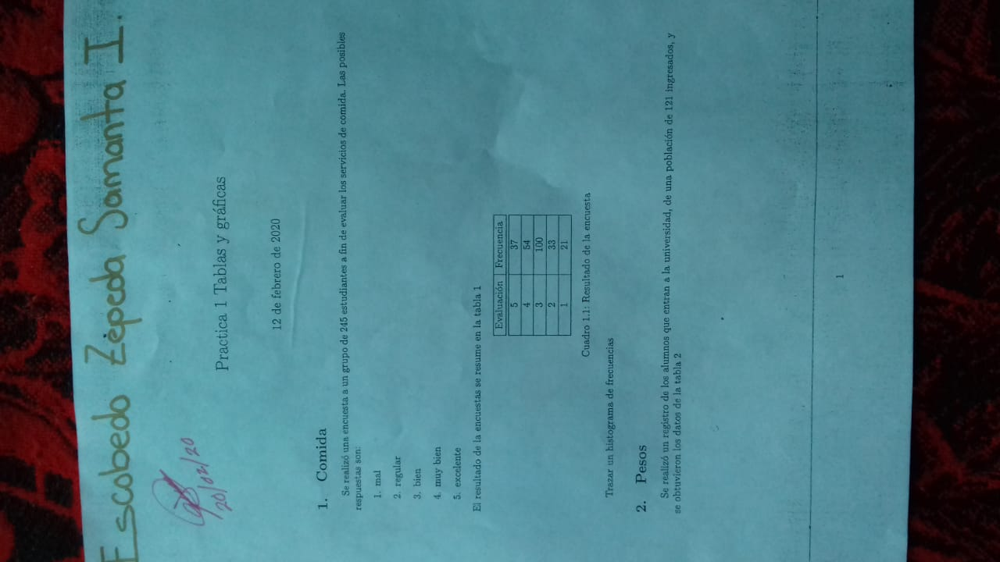 Escobedo Zepeda Samanta I.
20/02/20
Practica 1 Tablas y gráficas
12 de febrero de 2020
1. Comida
Se realizó una encuesta a un grupo de 245 estudiantes a fin de evaluar los servicios de comida. Las posibles
respuestas son:
1. mal
2. regular
3. bien
4. muy bien
5. excelente
El resultado de la encuestas se resume en la tabla 1
Evaluación Frecuencia
5 37
4 54
3 100
2 33
1 21
Cuadro 1.1: Resultado de la encuesta
Trazar un histograma de frecuencias
2. Pesos
Se realizó un registro de los alumnos que entran a la universidad, de una población de 121 ingresados, y
se obtuvieron los datos de la tabla 2
1